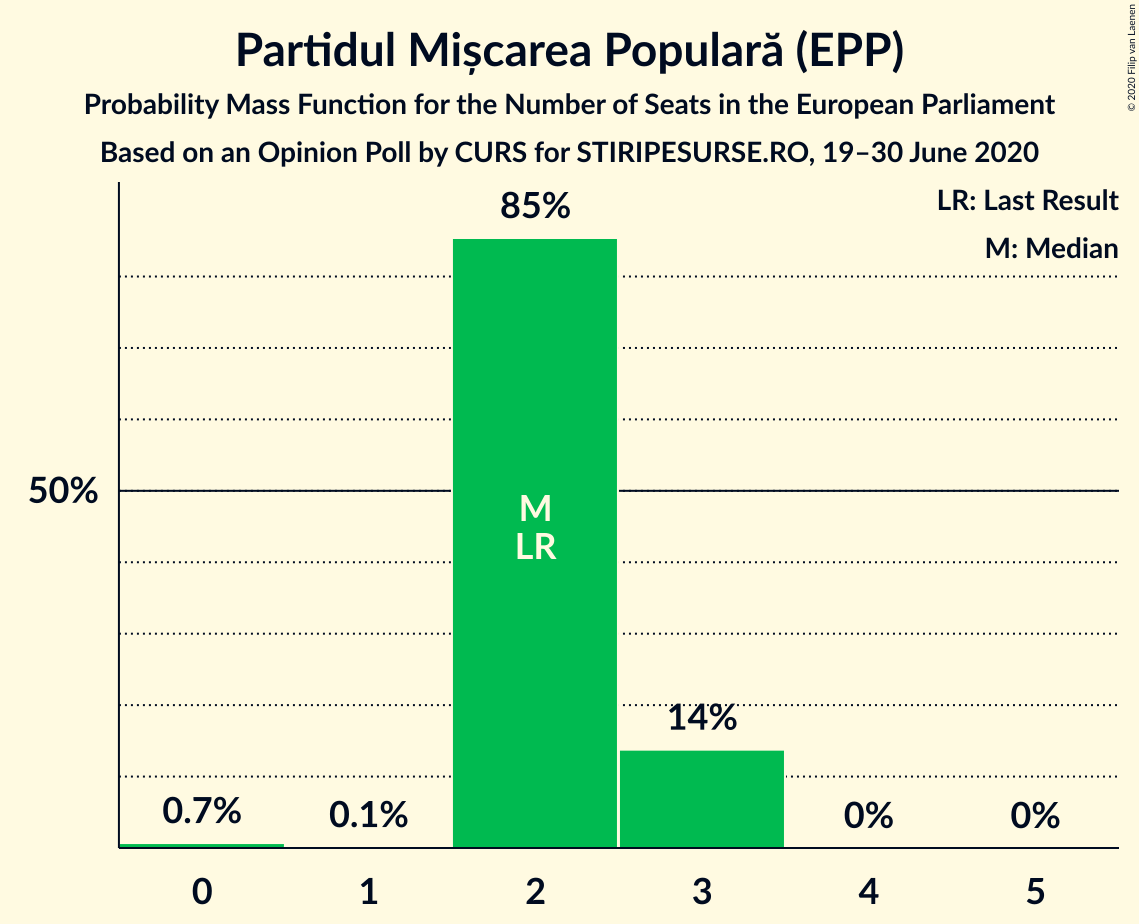 Partidul Mișcarea Populară (EPP)
Probability Mass Function for the Number of Seats in the European Parliament
Based on an Opinion Poll by CURS for STIRIPESURSE.RO, 19–30 June 2020
© 2020 Filip van Laenen
LR: Last Result
M: Median
85%
50%
M
LR
14%
0.7%
0.1%
0%
0%
0
1
2
3
4
5